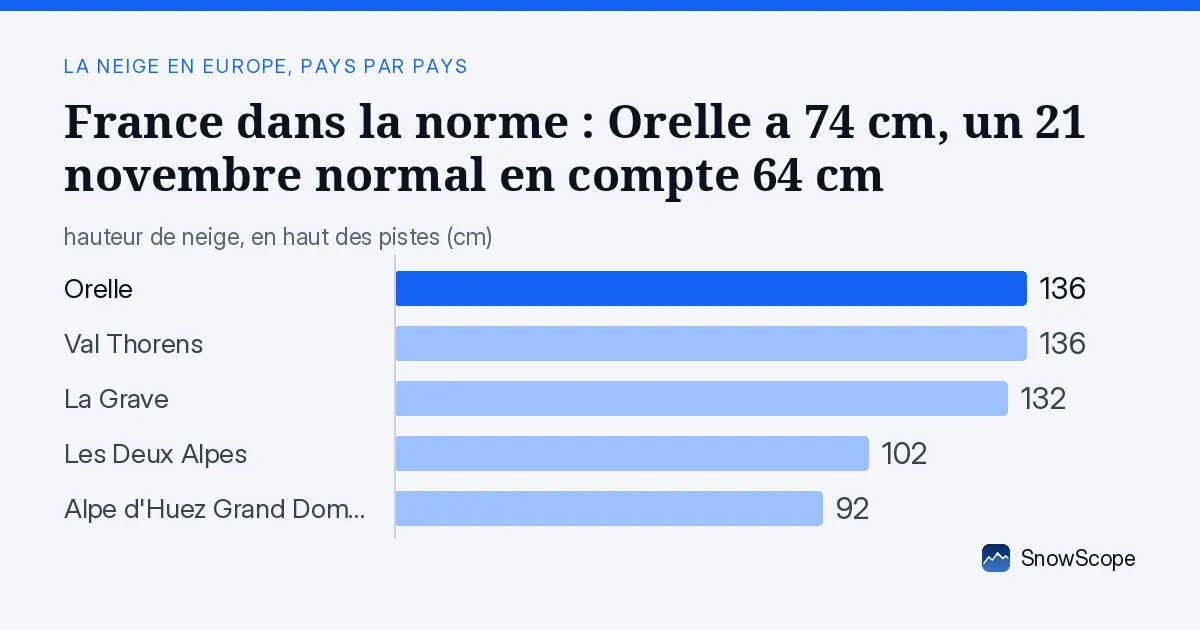 LA NEIGE EN EUROPE, PAYS PAR PAYS
France dans la norme : Orelle a 74 cm, un 21
novembre normal en compte 64 cm
hauteur de neige, en haut des pistes (cm)
Orelle 136
Val Thorens 136
La Grave 132
Les Deux Alpes 102
Alpe d'Huez Grand Dom... 92
SnowScope